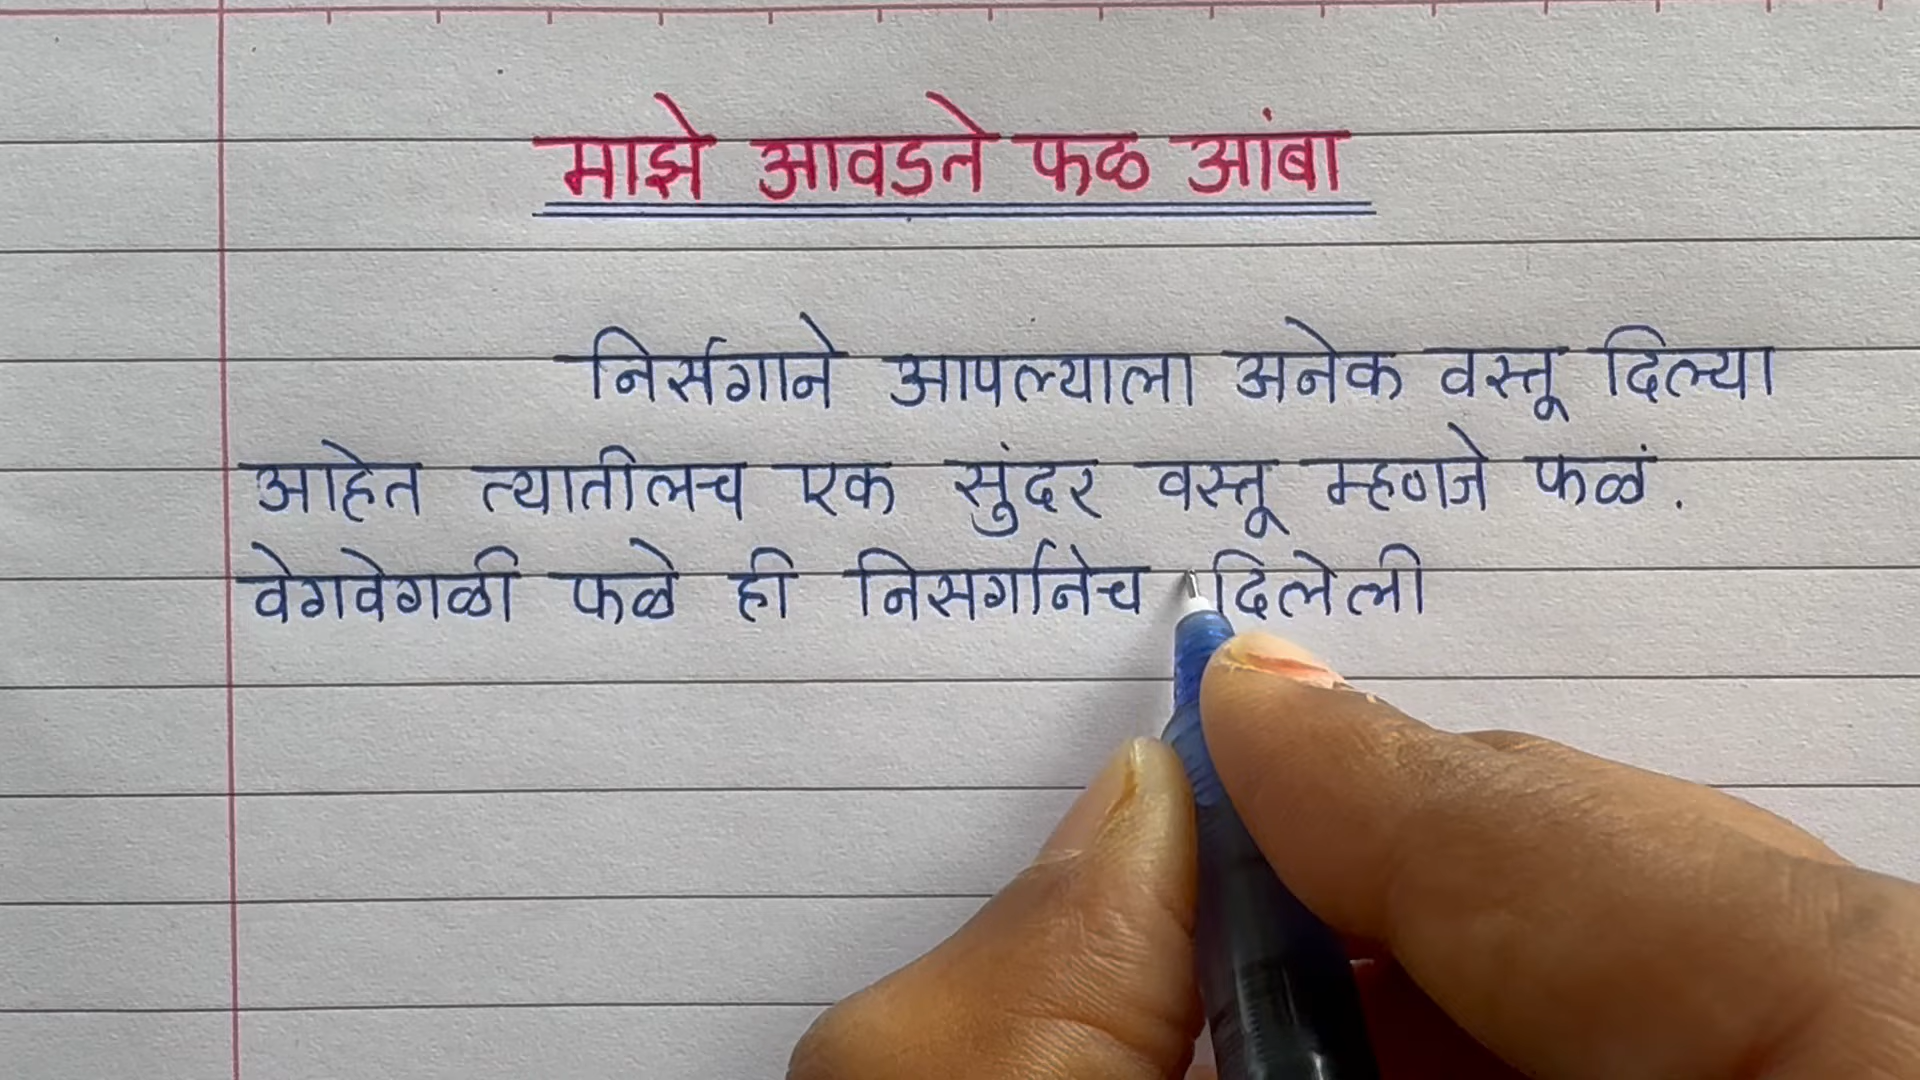 माझे आवडते फळ आंबा
निर्सगाने आपल्याला अनेक वस्तू दिल्या
आहेत त्यातीलच एक सुंदर वस्तू म्हणजे फळं.
वेगवेगळी फळे ही निसर्गानेच दिलेली